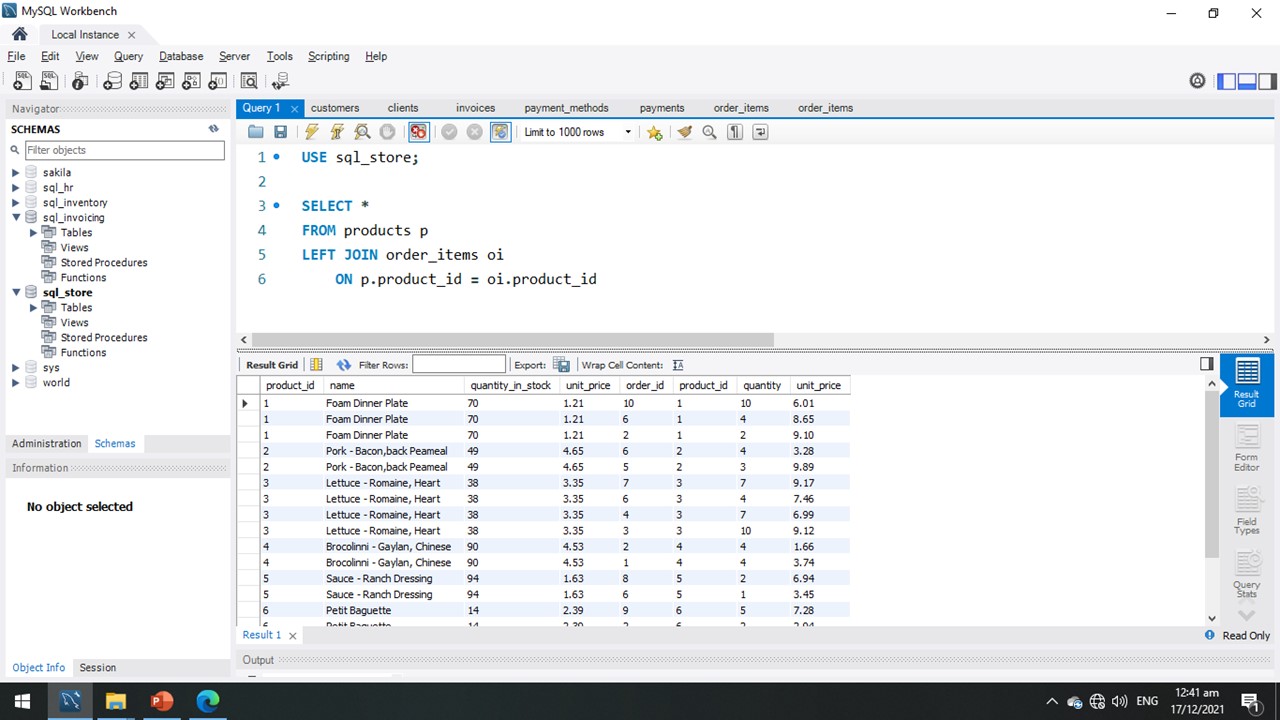 MySQL Workbench
Local Instance
File Edit View Query Database Server Tools Scripting Help
Navigator
SCHEMAS
Filter objects
sakila
sql_hr
sql_inventory
sql_invoicing
Tables
Views
Stored Procedures
Functions
sql_store
Tables
Views
Stored Procedures
Functions
sys
world
Administration Schemas
Information
No object selected
Object Info Session
Query 1 customers clients invoices payment_methods payments order_items order_items
Limit to 1000 rows
1 USE sql_store;
2
3 SELECT *
4 FROM products p
5 LEFT JOIN order_items oi
6 ON p.product_id = oi.product_id
Result Grid Filter Rows: Export: Wrap Cell Content:
product_id name quantity_in_stock unit_price order_id product_id quantity unit_price
1 Foam Dinner Plate 70 1.21 10 1 10 6.01
1 Foam Dinner Plate 70 1.21 6 1 4 8.65
1 Foam Dinner Plate 70 1.21 2 1 2 9.10
2 Pork - Bacon,back Peameal 49 4.65 6 2 4 3.28
2 Pork - Bacon,back Peameal 49 4.65 5 2 3 9.89
3 Lettuce - Romaine, Heart 38 3.35 7 3 7 9.17
3 Lettuce - Romaine, Heart 38 3.35 6 3 4 7.46
3 Lettuce - Romaine, Heart 38 3.35 4 3 7 6.99
3 Lettuce - Romaine, Heart 38 3.35 3 3 10 9.12
4 Brocolinni - Gaylan, Chinese 90 4.53 2 4 4 1.66
4 Brocolinni - Gaylan, Chinese 90 4.53 1 4 4 3.74
5 Sauce - Ranch Dressing 94 1.63 8 5 2 6.94
5 Sauce - Ranch Dressing 94 1.63 6 5 1 3.45
6 Petit Baguette 14 2.39 9 6 5 7.28
Result
Grid
Form
Editor
Field
Types
Query
Stats
Result 1
Read Only
Output
ENG
12:41 am
17/12/2021
1